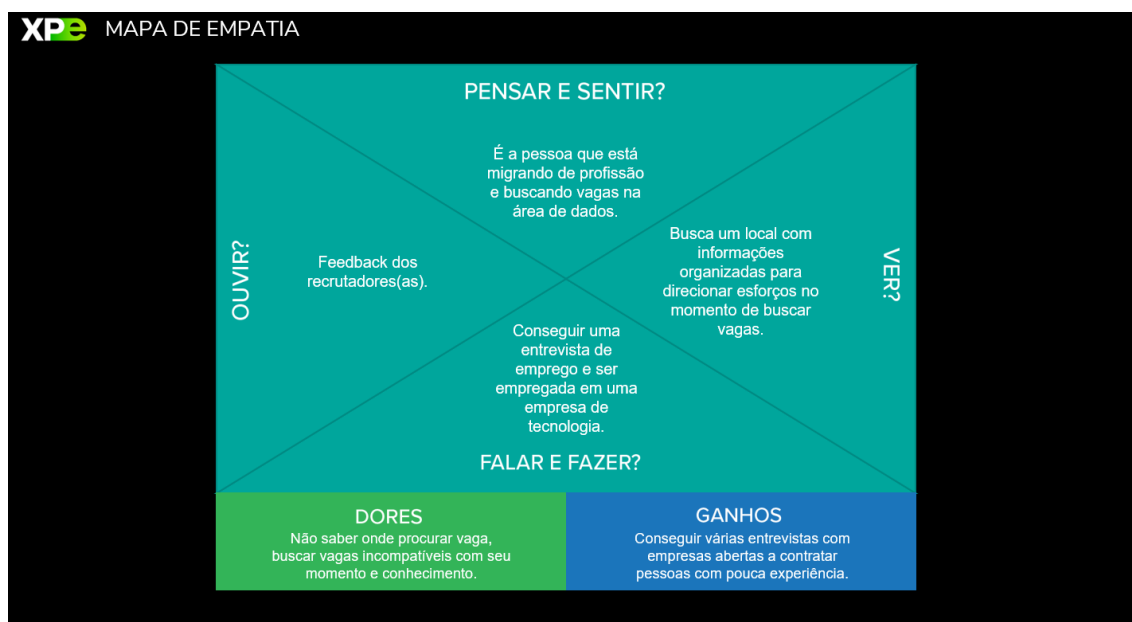 XPe MAPA DE EMPATIA
PENSAR E SENTIR?
É a pessoa que está
migrando de profissão
e buscando vagas na
área de dados.
OUVIR?
Feedback dos
recrutadores(as).
Busca um local com
informações
organizadas para
direcionar esforços no
momento de buscar
vagas.
VER?
Conseguir uma
entrevista de
emprego e ser
empregada em uma
empresa de
tecnologia.
FALAR E FAZER?
DORES
Não saber onde procurar vaga,
buscar vagas incompatíveis com seu
momento e conhecimento.
GANHOS
Conseguir várias entrevistas com
empresas abertas a contratar
pessoas com pouca experiência.